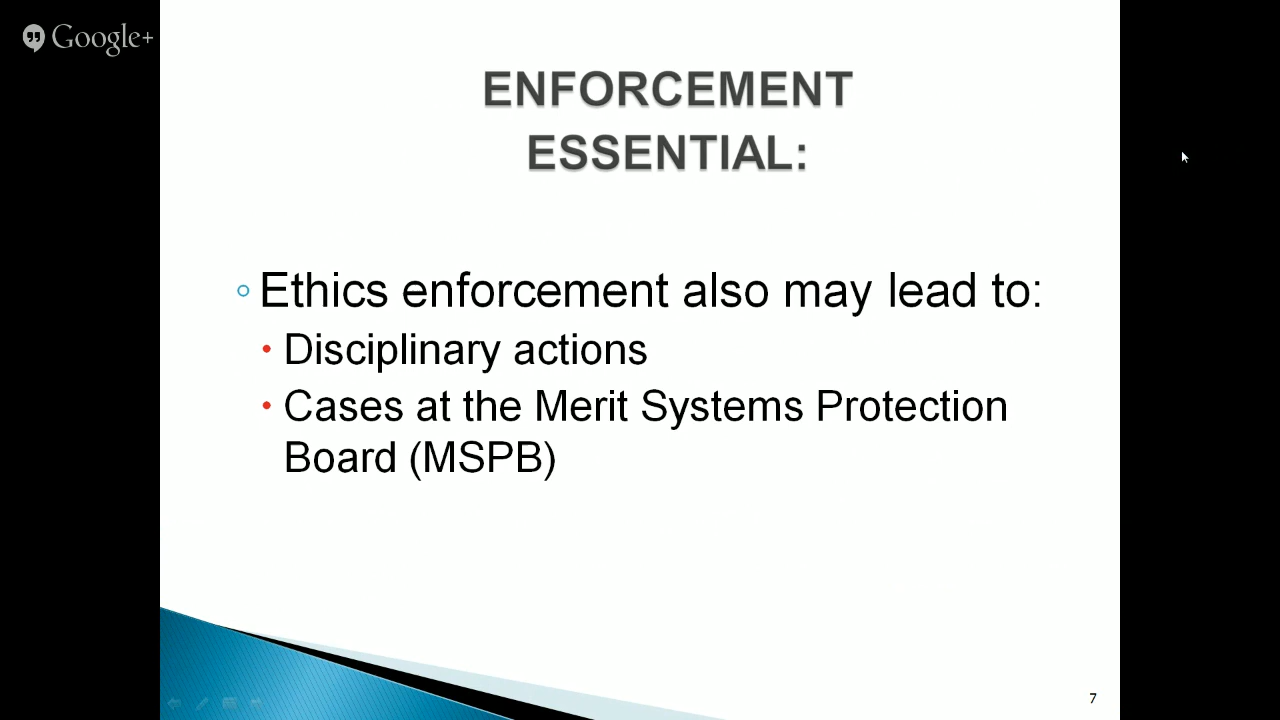 Google+
ENFORCEMENT
ESSENTIAL:
Ethics enforcement also may lead to:
Disciplinary actions
Cases at the Merit Systems Protection
Board (MSPB)
7